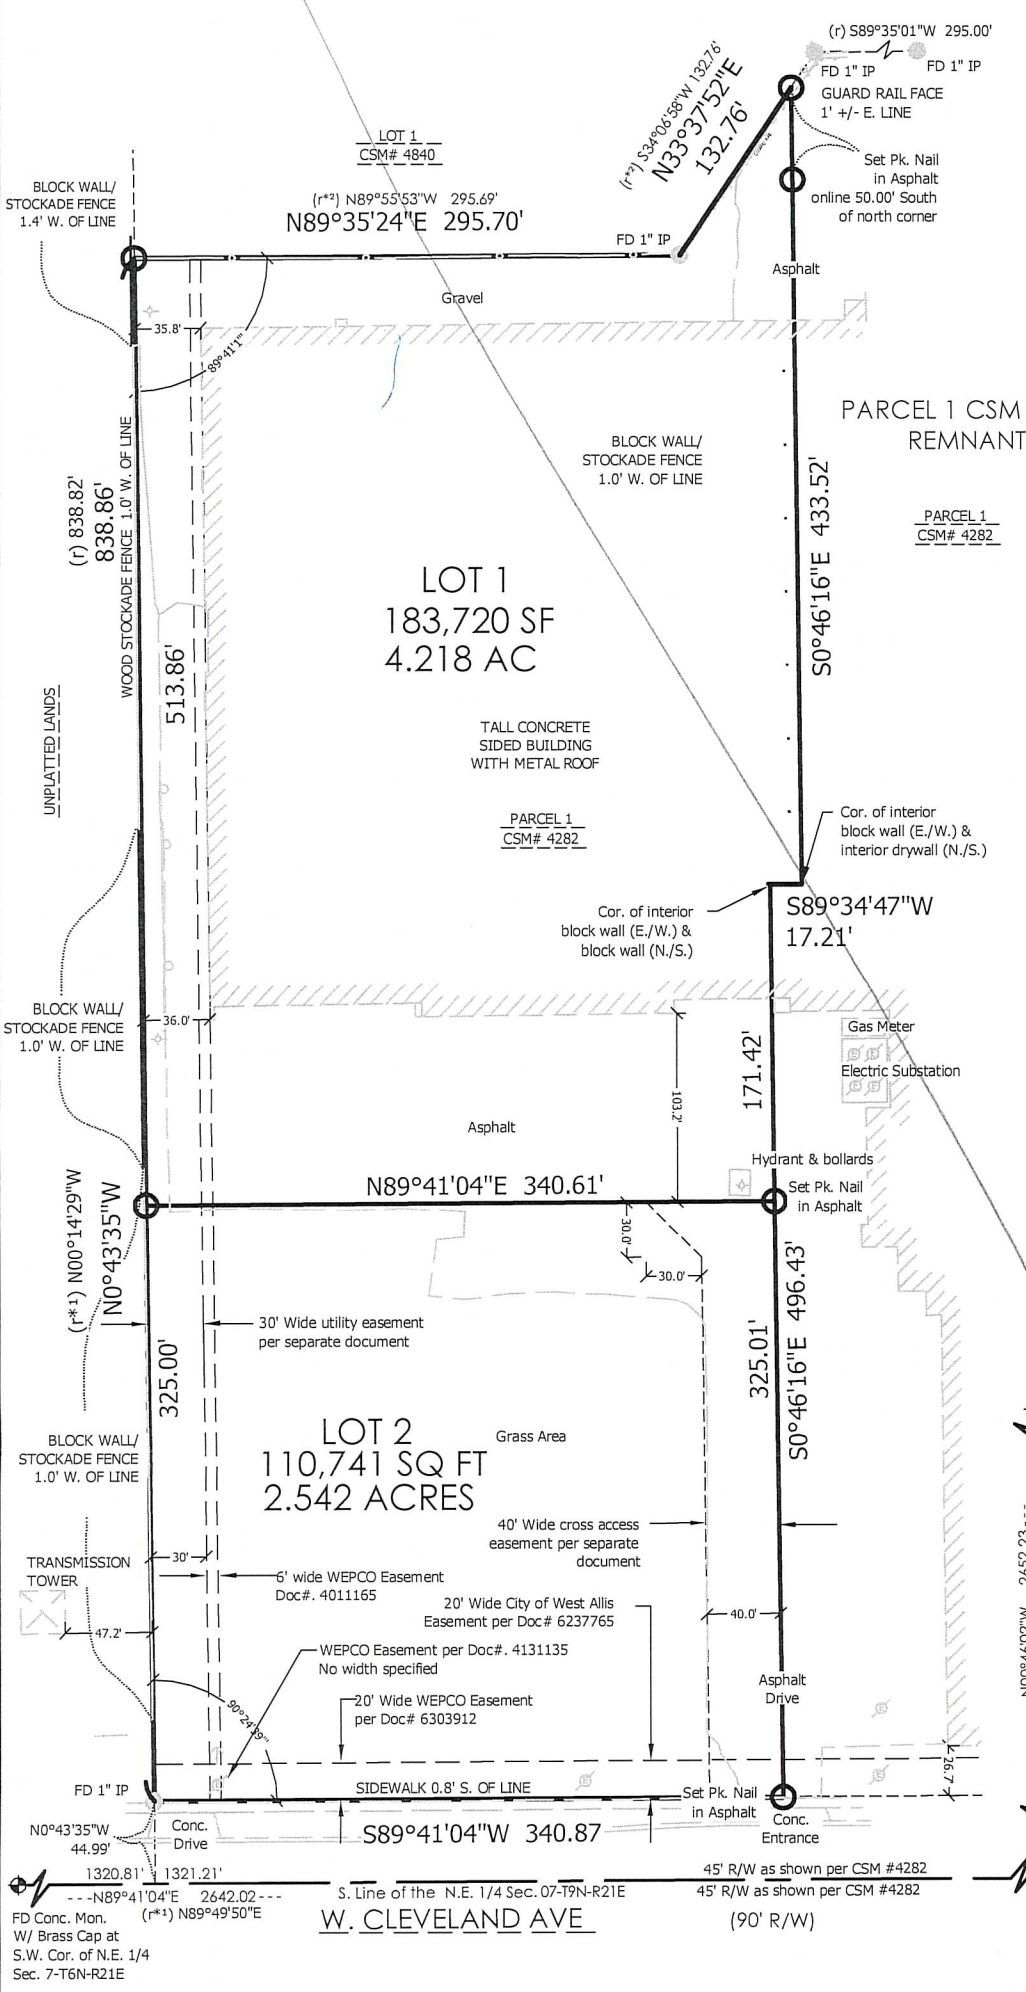 (r) S89°35'01"W 295.00'
FD 1" IP
FD 1" IP
GUARD RAIL FACE
1' +/- E. LINE
(r*²) S34°06'58"W 132.76'
N33°37'52"E
132.76'
LOT 1
CSM# 4840
Set Pk. Nail
in Asphalt
online 50.00' South
of north corner
BLOCK WALL/
STOCKADE FENCE
1.4' W. OF LINE
(r*²) N89°55'53"W 295.69'
N89°35'24"E 295.70'
FD 1" IP
Asphalt
Gravel
35.8'
89°41'1"
PARCEL 1 CSM
REMNANT
BLOCK WALL/
STOCKADE FENCE
1.0' W. OF LINE
(r) 838.82'
838.86'
WOOD STOCKADE FENCE 1.0' W. OF LINE
S0°46'16"E 433.52'
PARCEL 1
CSM# 4282
LOT 1
183,720 SF
4.218 AC
513.86'
UNPLATTED LANDS
TALL CONCRETE
SIDED BUILDING
WITH METAL ROOF
PARCEL 1
CSM# 4282
Cor. of interior
block wall (E./W.) &
interior drywall (N./S.)
S89°34'47"W
17.21'
Cor. of interior
block wall (E./W.) &
block wall (N./S.)
BLOCK WALL/
STOCKADE FENCE
1.0' W. OF LINE
36.0'
Gas Meter
E E
Electric Substation
E E
171.42'
103.2'
Asphalt
Hydrant & bollards
N89°41'04"E 340.61'
Set Pk. Nail
in Asphalt
(r*¹) N00°14'29"W
N0°43'35"W
30.0'
30.0'
30' Wide utility easement
per separate document
325.00'
325.01'
S0°46'16"E 496.43'
LOT 2
110,741 SQ FT
2.542 ACRES
Grass Area
BLOCK WALL/
STOCKADE FENCE
1.0' W. OF LINE
40' Wide cross access
easement per separate
document
TRANSMISSION
TOWER
30'
6' wide WEPCO Easement
Doc#. 4011165
20' Wide City of West Allis
Easement per Doc# 6237765
40.0'
47.2'
WEPCO Easement per Doc#. 4131135
No width specified
20' Wide WEPCO Easement
per Doc# 6303912
90°24'39"
Asphalt
Drive
26.7'
FD 1" IP
SIDEWALK 0.8' S. OF LINE
Set Pk. Nail
in Asphalt
N0°43'35"W
44.99'
Conc.
Drive
S89°41'04"W 340.87
Conc.
Entrance
1320.81' 1321.21'
45' R/W as shown per CSM #4282
---N89°41'04"E 2642.02---
S. Line of the N.E. 1/4 Sec. 07-T9N-R21E
45' R/W as shown per CSM #4282
(r*¹) N89°49'50"E
W. CLEVELAND AVE
(90' R/W)
FD Conc. Mon.
W/ Brass Cap at
S.W. Cor. of N.E. 1/4
Sec. 7-T6N-R21E